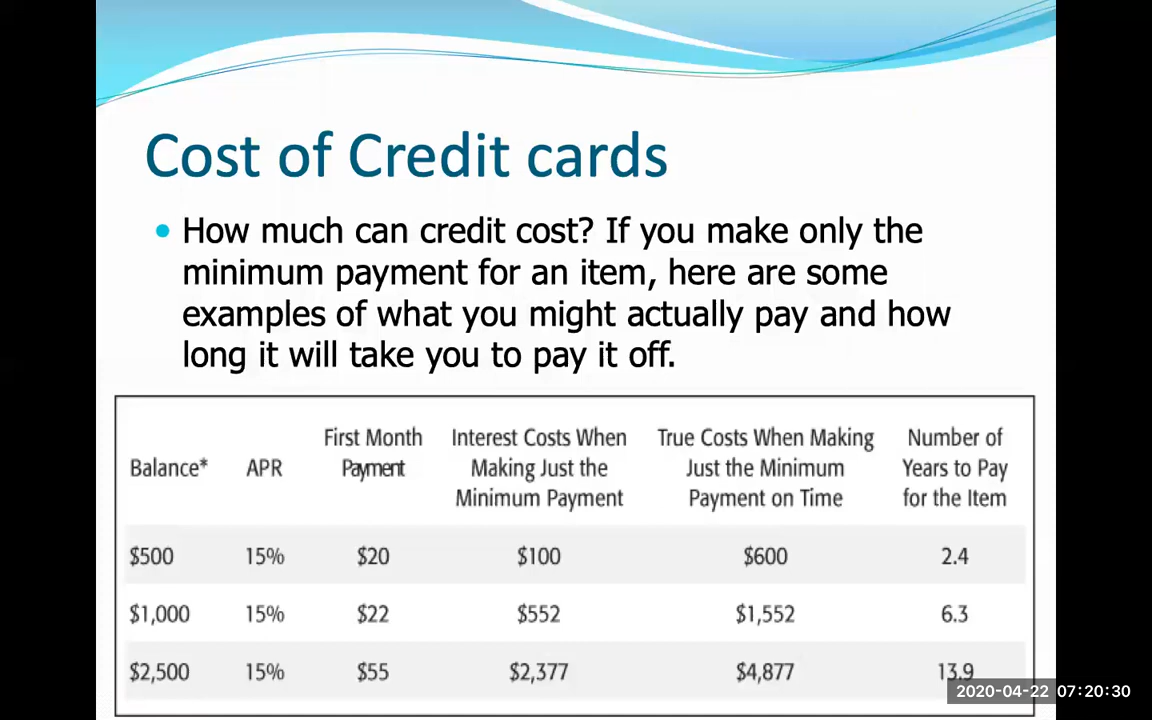 Cost of Credit cards
How much can credit cost? If you make only the
minimum payment for an item, here are some
examples of what you might actually pay and how
long it will take you to pay it off.
First Month Interest Costs When True Costs When Making Number of
Balance* APR Payment Making Just the Just the Minimum Years to Pay
Minimum Payment Payment on Time for the Item
$500 15% $20 $100 $600 2.4
$1,000 15% $22 $552 $1,552 6.3
$2,500 15% $55 $2,377 $4,877 13.9
2020-04-22 07:20:30